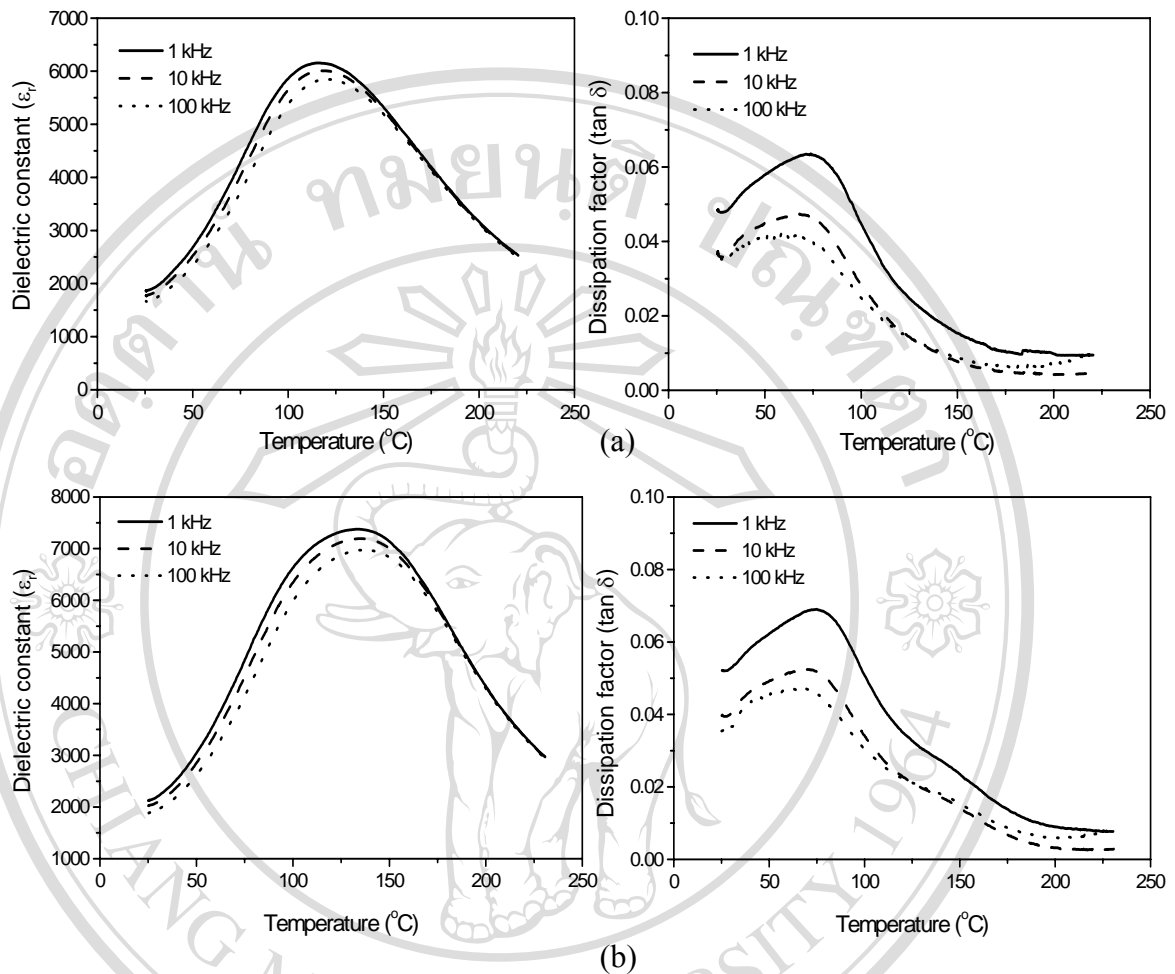 7000
6000
5000
4000
3000
2000
1000
0
Dielectric constant (εr)
1 kHz
10 kHz
100 kHz
0 50 100 150 200 250
Temperature (°C)
0.10
0.08
0.06
0.04
0.02
0.00
Dissipation factor (tan δ)
1 kHz
10 kHz
100 kHz
0 50 100 150 200 250
Temperature (°C)
(a)
8000
7000
6000
5000
4000
3000
2000
1000
Dielectric constant (εr)
1 kHz
10 kHz
100 kHz
0 50 100 150 200 250
Temperature (°C)
0.10
0.08
0.06
0.04
0.02
0.00
Dissipation factor (tan δ)
1 kHz
10 kHz
100 kHz
0 50 100 150 200 250
Temperature (°C)
(b)
CHIANG M
SITY 1964